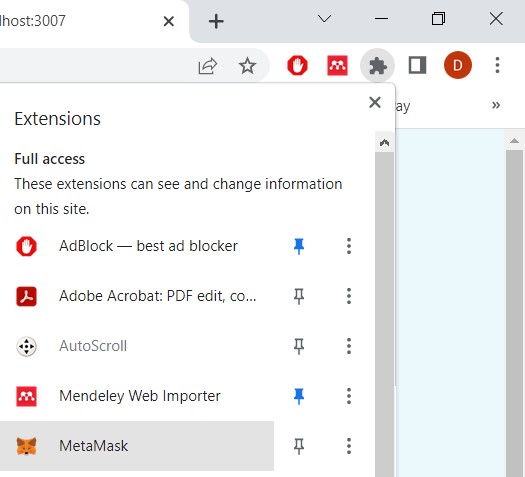 lhost:3007
D
ay
Extensions
Full access
These extensions can see and change information
on this site.
AdBlock — best ad blocker
Adobe Acrobat: PDF edit, co...
AutoScroll
Mendeley Web Importer
MetaMask